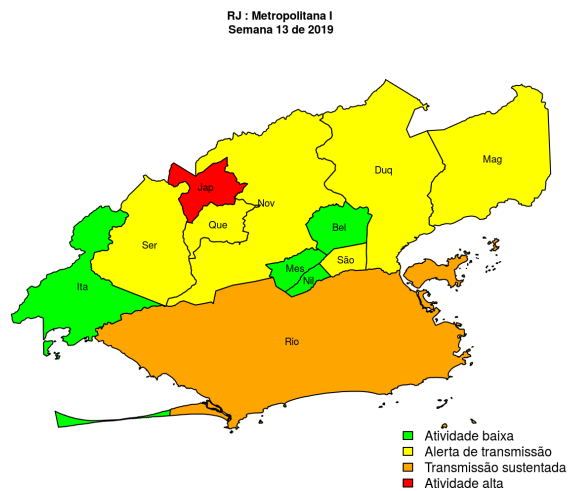 RJ : Metropolitana I
Semana 13 de 2019
Duq
Mag
Jap
Nov
Que
Bel
Ser
São
Mes
Nil
Ita
Rio
Atividade baixa
Alerta de transmissão
Transmissão sustentada
Atividade alta